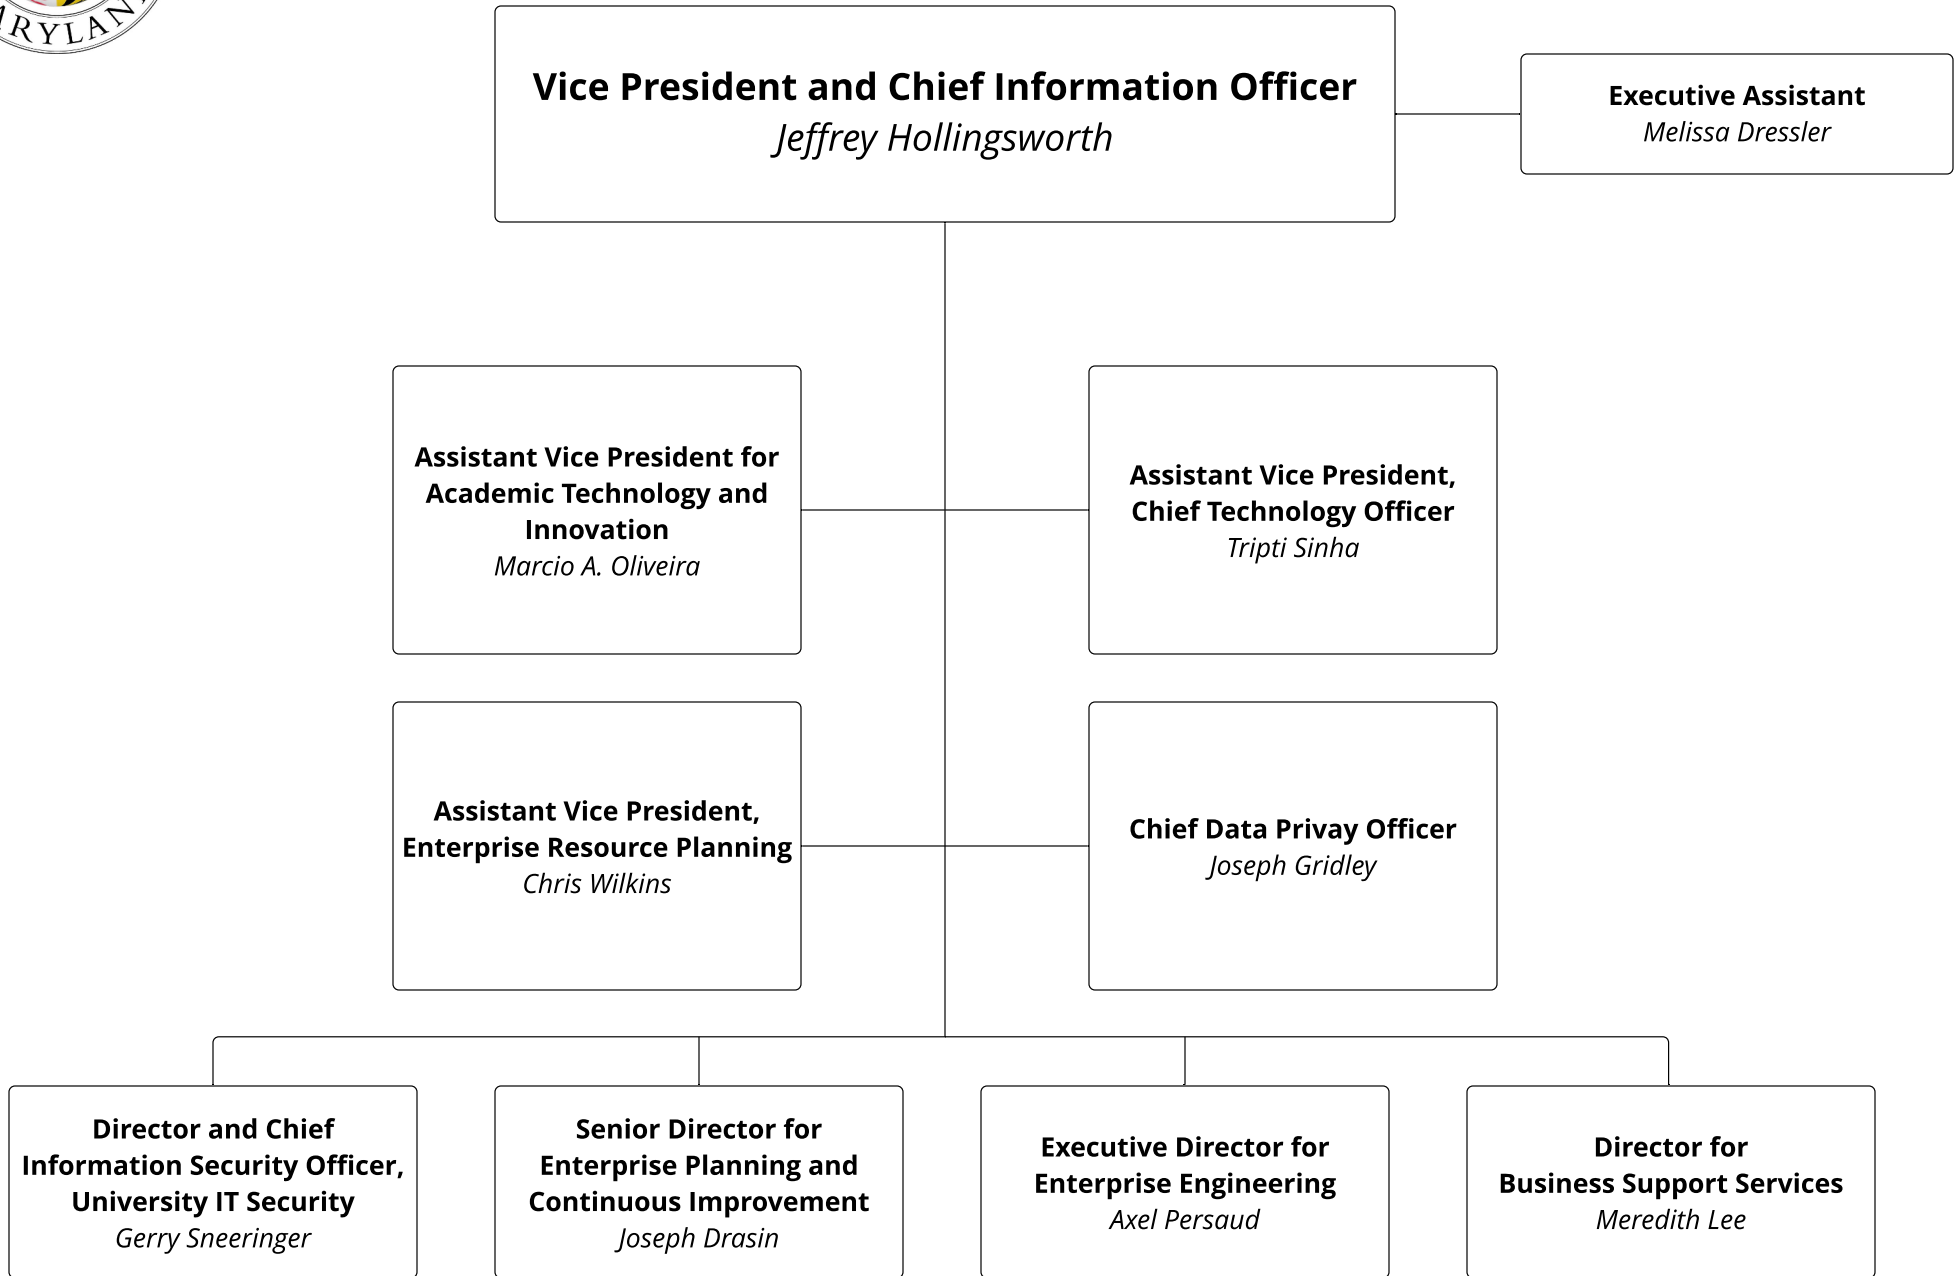 Vice President and Chief Information Officer
Jeffrey Hollingsworth
Executive Assistant
Melissa Dressler
Assistant Vice President for
Academic Technology and
Innovation
Marcio A. Oliveira
Assistant Vice President,
Chief Technology Officer
Tripti Sinha
Assistant Vice President,
Enterprise Resource Planning
Chris Wilkins
Chief Data Privay Officer
Joseph Gridley
Director and Chief
Information Security Officer,
University IT Security
Gerry Sneeringer
Senior Director for
Enterprise Planning and
Continuous Improvement
Joseph Drasin
Executive Director for
Enterprise Engineering
Axel Persaud
Director for
Business Support Services
Meredith Lee